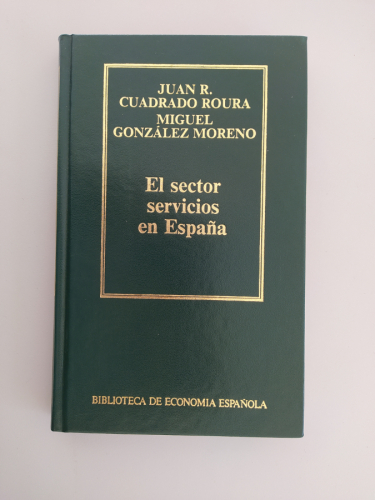 JUAN R.
CUADRADO ROURA
MIGUEL
GONZÁLEZ MORENO
El sector
servicios
en España
BIBLIOTECA DE ECONOMIA ESPAÑOLA